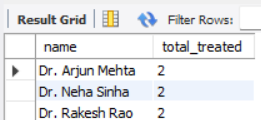 Result Grid Filter Rows:
name total_treated
Dr. Arjun Mehta 2
Dr. Neha Sinha 2
Dr. Rakesh Rao 2